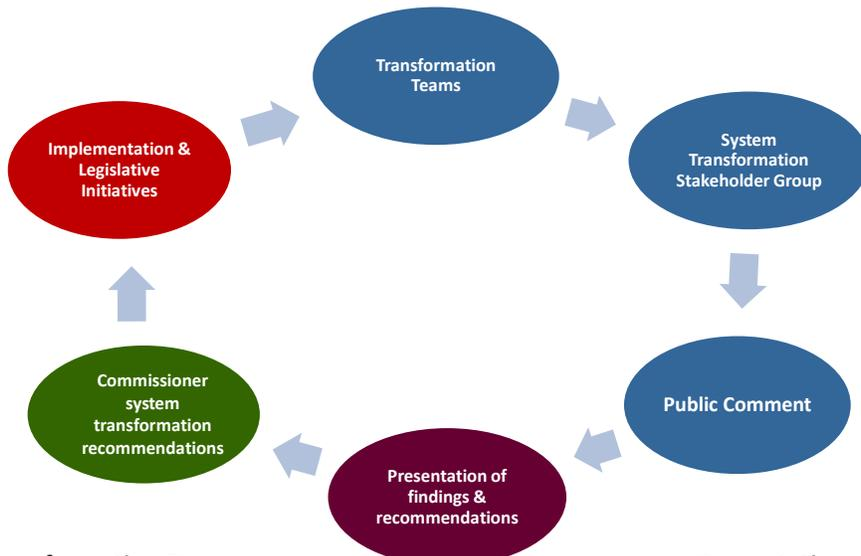 Transformation
Teams
System
Transformation
Stakeholder Group
Public Comment
Presentation of
findings &
recommendations
Commissioner
system
transformation
recommendations
Implementation &
Legislative
Initiatives